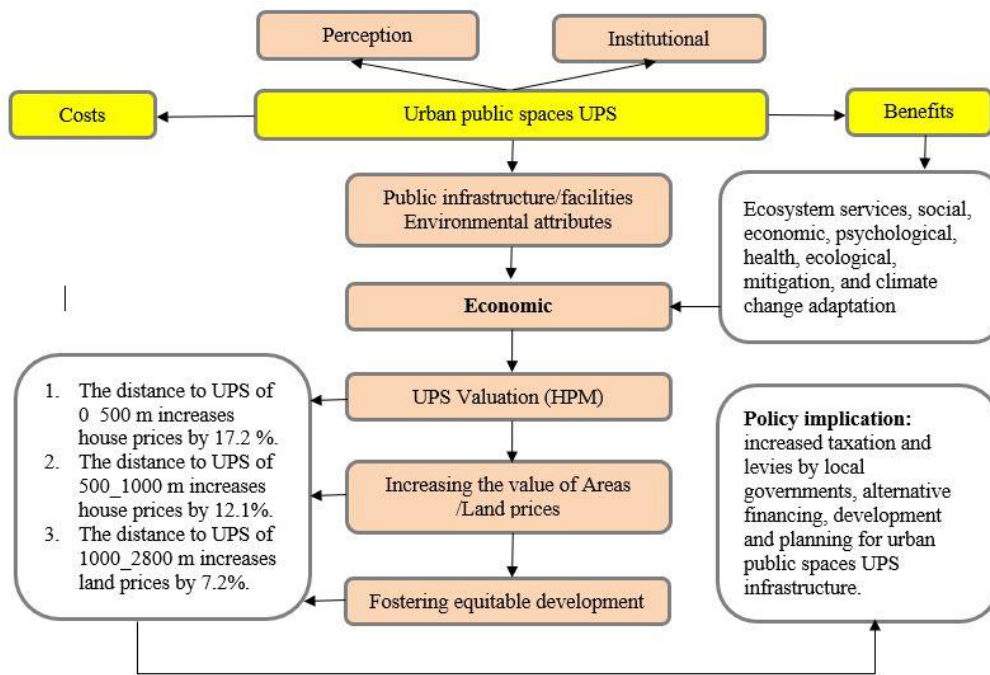 Perception
Institutional
Costs
Urban public spaces UPS
Benefits
Public infrastructure/facilities
Environmental attributes
Ecosystem services, social,
economic, psychological,
health, ecological,
mitigation, and climate
change adaptation
Economic
1. The distance to UPS of
0_500 m increases
house prices by 17.2 %.
2. The distance to UPS of
500_1000 m increases
house prices by 12.1%.
3. The distance to UPS of
1000_2800 m increases
land prices by 7.2%.
UPS Valuation (HPM)
Increasing the value of Areas
/Land prices
Fostering equitable development
Policy implication:
increased taxation and
levies by local
governments, alternative
financing, development
and planning for urban
public spaces UPS
infrastructure.